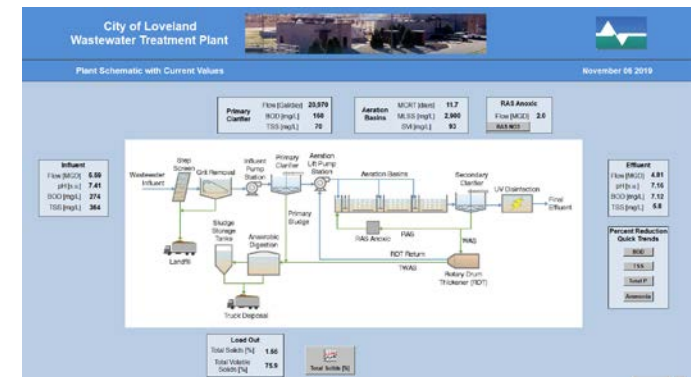 City of Loveland
Wastewater Treatment Plant
Plant Schematic with Current Values
November 06 2019
Primary Clarifier
Flow [Gal/day] 20,970
BOD [mg/L] 160
TSS [mg/L] 70
Aeration Basins
MCRT [days] 11.7
MLSS [mg/L] 2,900
SVI [mg/L] 93
RAS Anoxic
Flow [MGD] 2.0
RAS NO3
Influent
Flow [MGD] 6.59
pH [s.u.] 7.41
BOD [mg/L] 274
TSS [mg/L] 364
Wastewater Influent
Step Screen
Grit Removal
Influent Pump Station
Primary Clarifier
Aeration Lift Pump Station
Aeration Basins
Secondary Clarifier
UV Disinfection
Final Effluent
Landfill
Sludge Storage Tanks
Anaerobic Digestion
Primary Sludge
RAS Anoxic
RAS
WAS
RDT Return
TWAS
Rotary Drum Thickener (RDT)
Truck Disposal
Effluent
Flow [MGD] 4.81
pH [s.u.] 7.16
BOD [mg/L] 7.12
TSS [mg/L] 5.8
Percent Reduction
Quick Trends
BOD
TSS
Total P
Ammonia
Load Out
Total Solids [%] 1.66
Total Volatile Solids [%] 75.9
Total Solids [%]